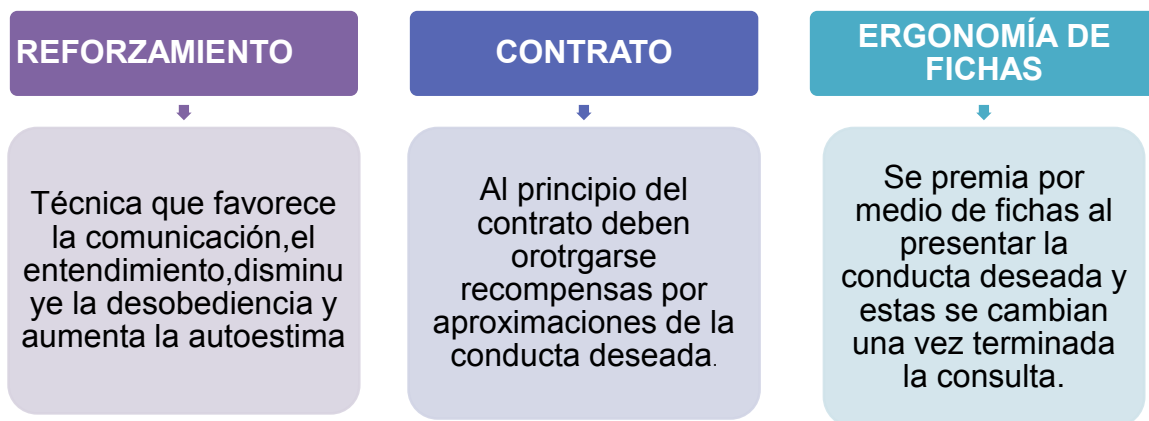 REFORZAMIENTO
Técnica que favorece
la comunicación,el
entendimiento,disminu
ye la desobediencia y
aumenta la autoestima
CONTRATO
Al principio del
contrato deben
orotrgarse
recompensas por
aproximaciones de la
conducta deseada.
ERGONOMÍA DE
FICHAS
Se premia por
medio de fichas al
presentar la
conducta deseada y
estas se cambian
una vez terminada
la consulta.